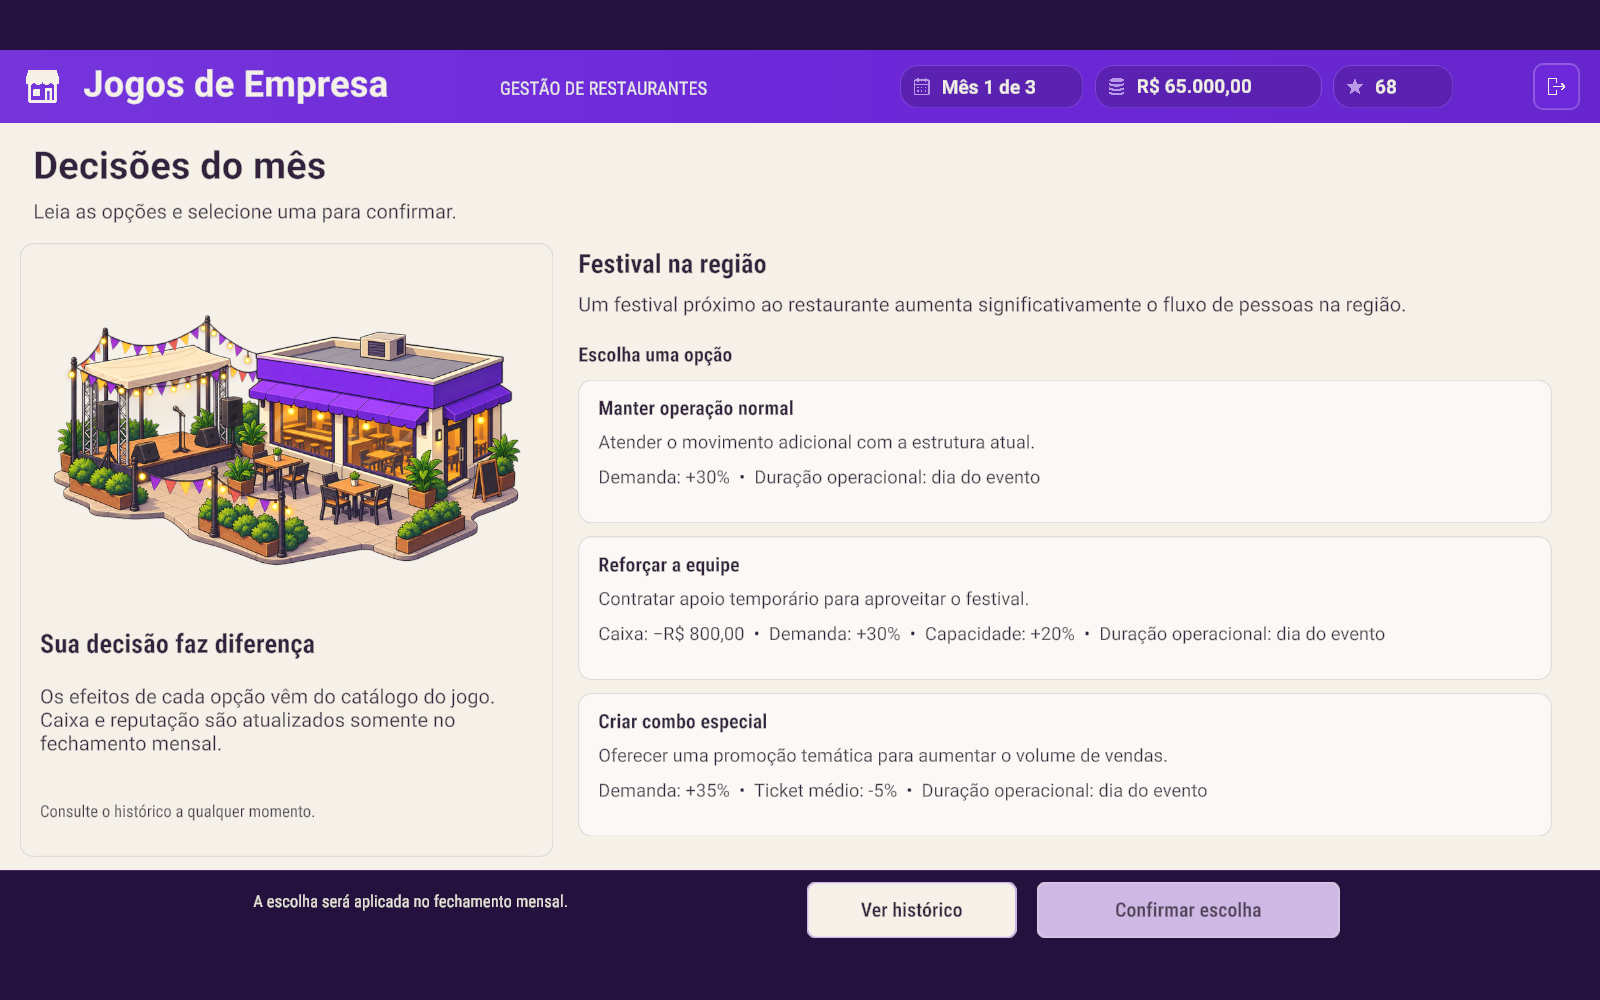 Jogos de Empresa
GESTÃO DE RESTAURANTES
Mês 1 de 3
R$ 65.000,00
68
Decisões do mês
Leia as opções e selecione uma para confirmar.
Sua decisão faz diferença
Os efeitos de cada opção vêm do catálogo do jogo.
Caixa e reputação são atualizados somente no
fechamento mensal.
Consulte o histórico a qualquer momento.
Festival na região
Um festival próximo ao restaurante aumenta significativamente o fluxo de pessoas na região.
Escolha uma opção
Manter operação normal
Atender o movimento adicional com a estrutura atual.
Demanda: +30% • Duração operacional: dia do evento
Reforçar a equipe
Contratar apoio temporário para aproveitar o festival.
Caixa: −R$ 800,00 • Demanda: +30% • Capacidade: +20% • Duração operacional: dia do evento
Criar combo especial
Oferecer uma promoção temática para aumentar o volume de vendas.
Demanda: +35% • Ticket médio: -5% • Duração operacional: dia do evento
A escolha será aplicada no fechamento mensal.
Ver histórico
Confirmar escolha